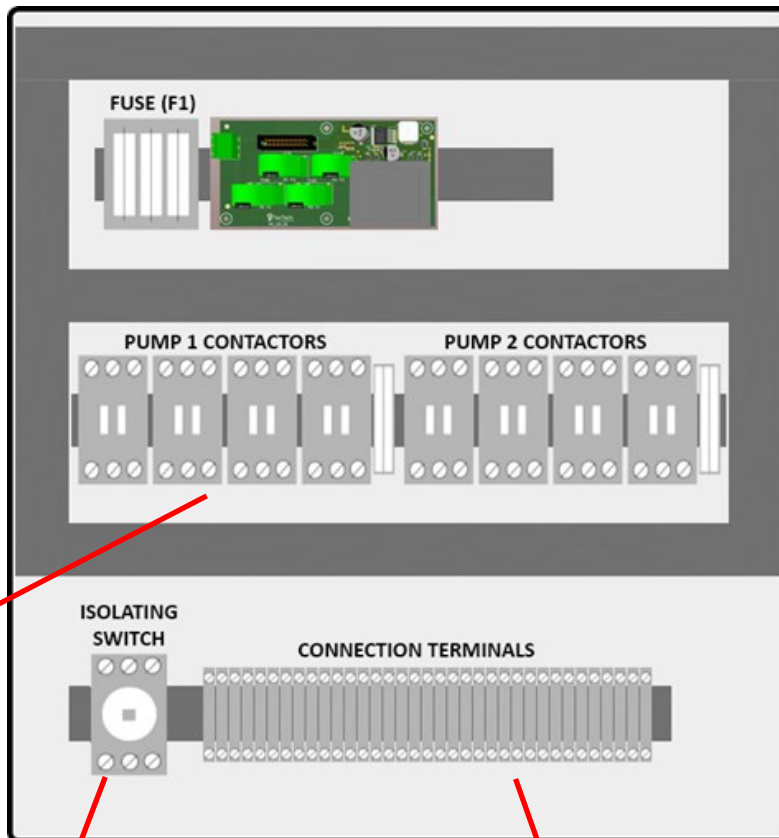 FUSE (F1)
PUMP 1 CONTACTORS
PUMP 2 CONTACTORS
ISOLATING
SWITCH
CONNECTION TERMINALS